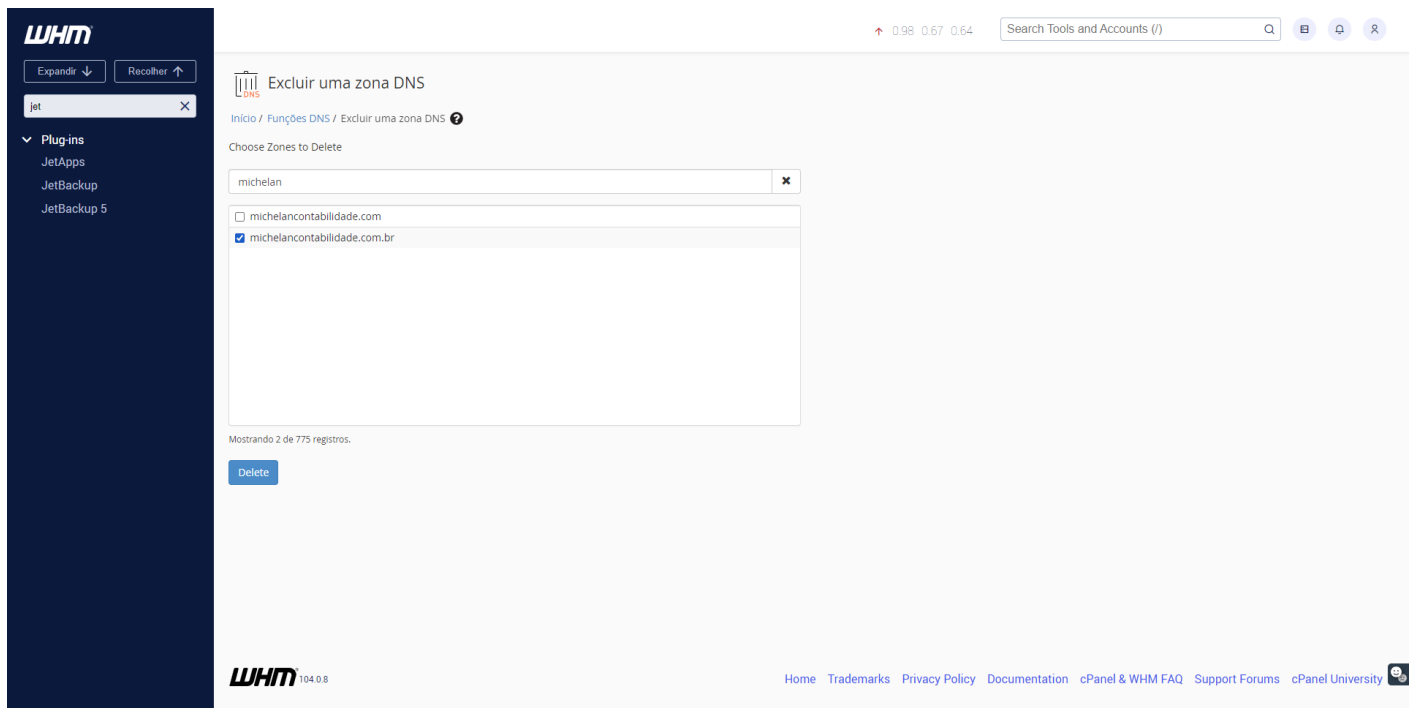 WHM
0.98 0.67 0.64
Search Tools and Accounts (/)
Expandir
Recolher
jet
Plug-ins
JetApps
JetBackup
JetBackup 5
DNS
Excluir uma zona DNS
Início / Funções DNS / Excluir uma zona DNS ?
Choose Zones to Delete
michelan
michelancontabilidade.com
michelancontabilidade.com.br
Mostrando 2 de 775 registros.
Delete
WHM 104.0.8
Home Trademarks Privacy Policy Documentation cPanel & WHM FAQ Support Forums cPanel University